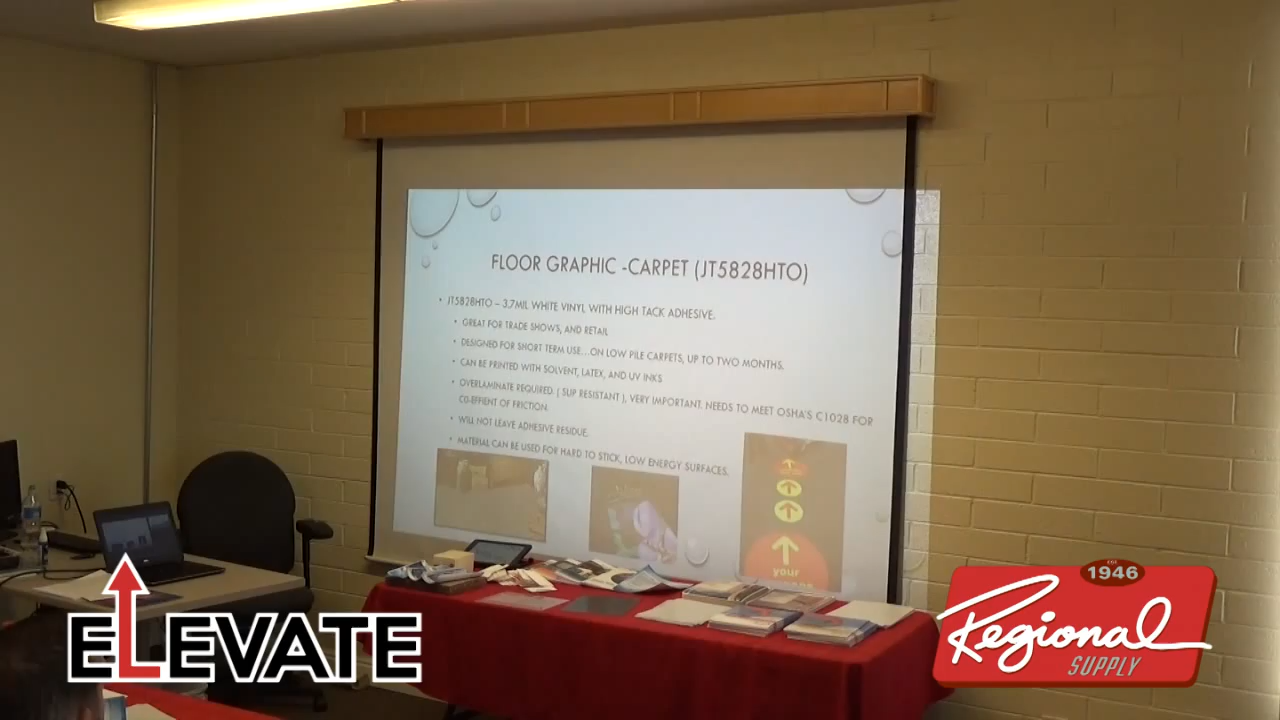 FLOOR GRAPHIC -CARPET (JT5828HTO)
• JT5828HTO – 3.7MIL WHITE VINYL WITH HIGH TACK ADHESIVE.
• GREAT FOR TRADE SHOWS, AND RETAIL
• DESIGNED FOR SHORT TERM USE...ON LOW PILE CARPETS, UP TO TWO MONTHS.
• CAN BE PRINTED WITH SOLVENT, LATEX, AND UV INKS
• OVERLAMINATE REQUIRED. ( SLIP RESISTANT ), VERY IMPORTANT. NEEDS TO MEET OSHA'S C1028 FOR
CO-EFFIENT OF FRICTION.
• WILL NOT LEAVE ADHESIVE RESIDUE.
• MATERIAL CAN BE USED FOR HARD TO STICK, LOW ENERGY SURFACES.
your
ELEVATE
EST.
1946
Regional
SUPPLY